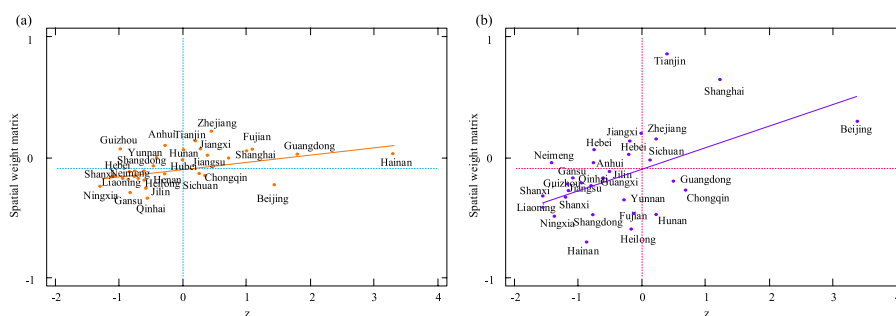 (a)
1
0
-1
Spatial weight matrix
Zhejiang
Guizhou
Anhui
Tianjin
Fujian
Jiangxi
Guangdong
Yunnan
Hunan
Shanghai
Hainan
Shangdong
Hebei
Hubei
Jiangsu
Shanxi
Neimeng
Henan
Chongqin
Liaoning
Heilong
Sichuan
Ningxia
Jilin
Gansu
Qinhai
Beijing
-2 -1 0 1 2 3 4
z
(b)
1
0
-1
Spatial weight matrix
Tianjin
Shanghai
Beijing
Jiangxi
Zhejiang
Hebei
Hebei
Neimeng
Sichuan
Anhui
Gansu
Jilin
Qinhai
Guizhou
Guangxi
Guangdong
Shanxi
Jiangsu
Chongqin
Liaoning
Shanxi
Yunnan
Ningxia
Shangdong
Fujian
Hunan
Hainan
Heilong
-2 -1 0 1 2 3 4
z